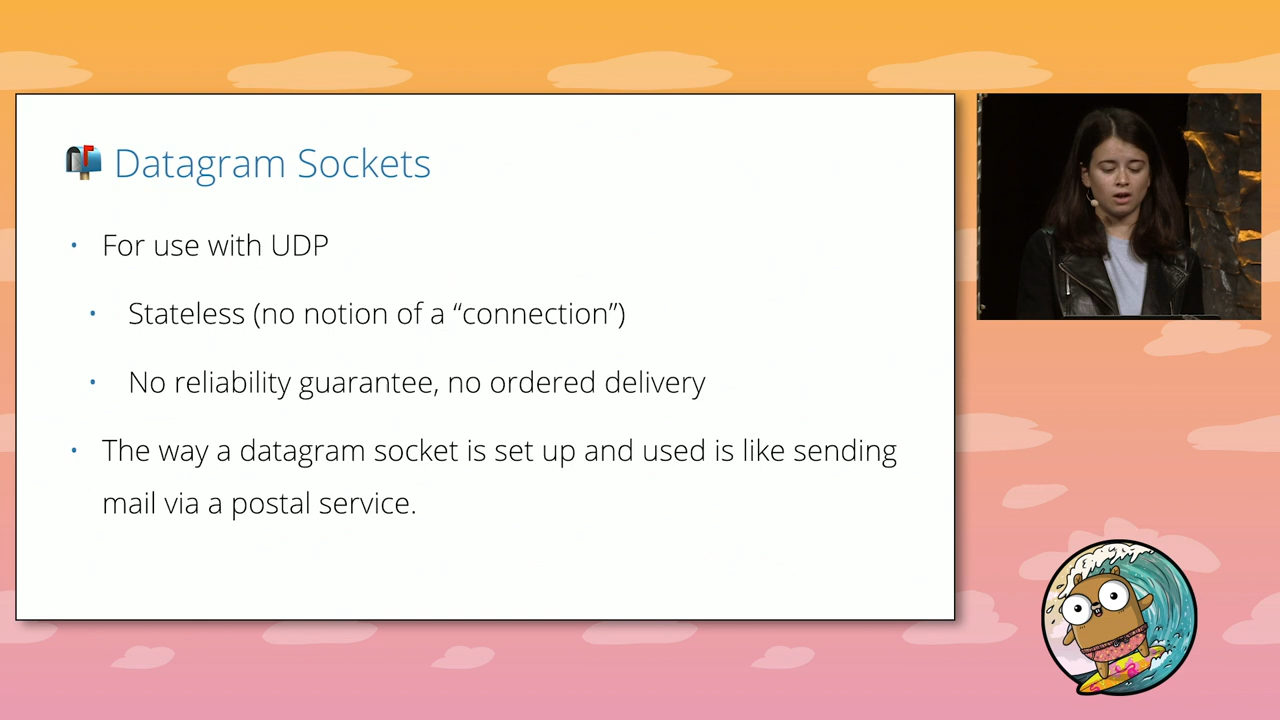 Datagram Sockets
• For use with UDP
• Stateless (no notion of a “connection”)
• No reliability guarantee, no ordered delivery
• The way a datagram socket is set up and used is like sending
mail via a postal service.